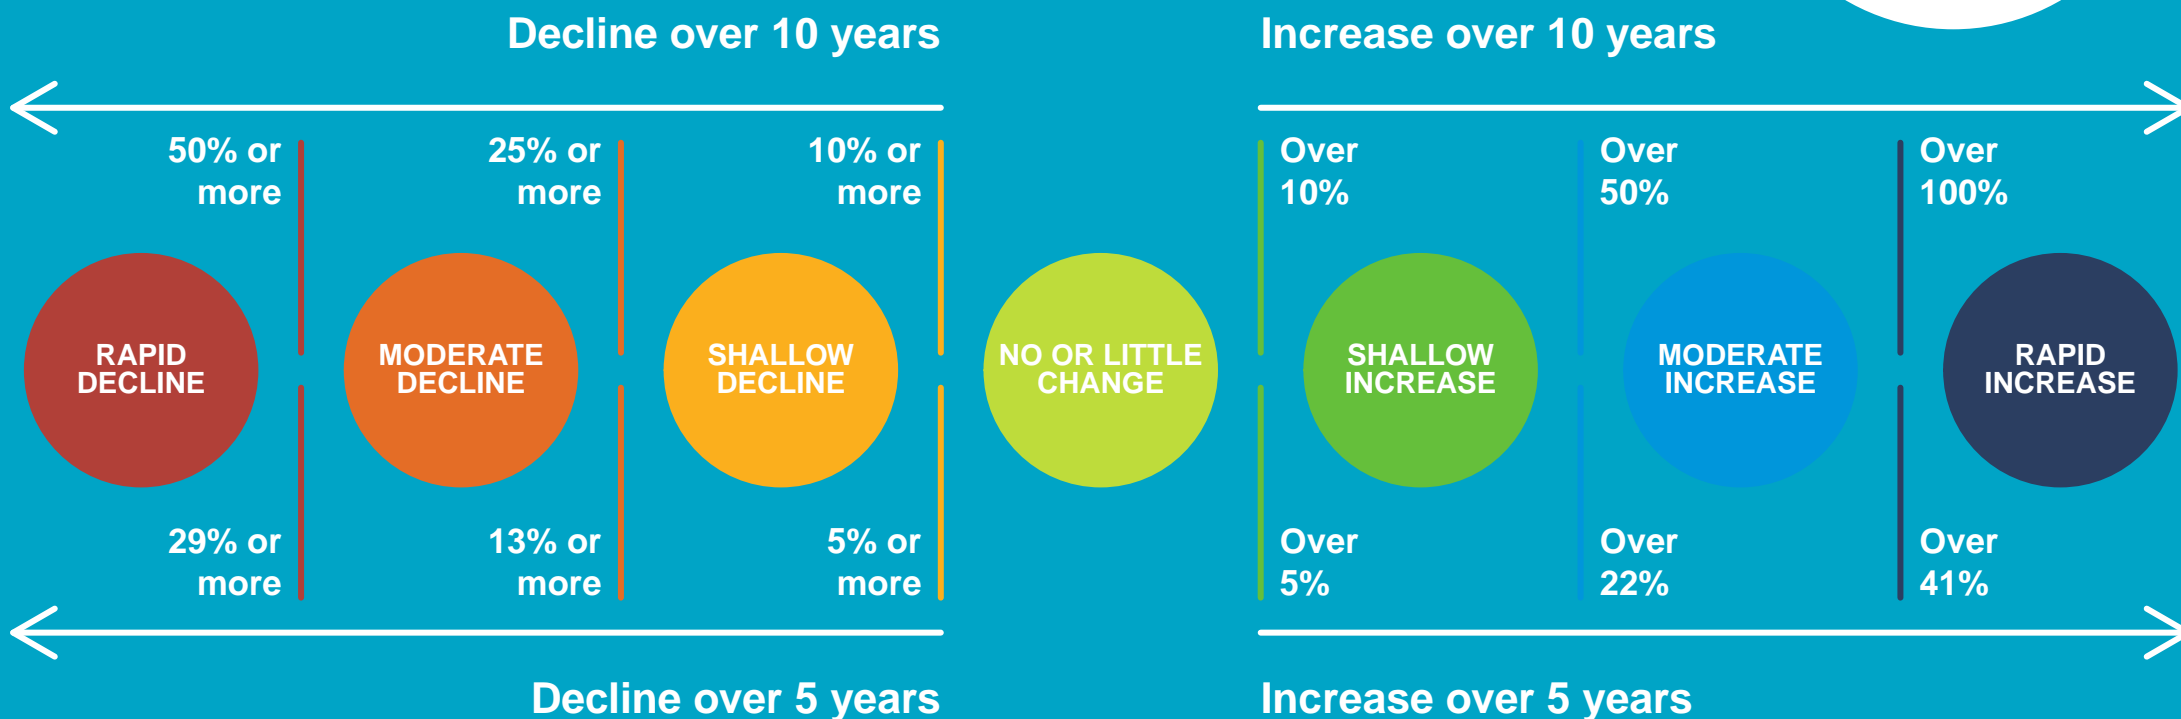 Decline over 10 years
Increase over 10 years
50% or
more
25% or
more
10% or
more
Over
10%
Over
50%
Over
100%
RAPID
DECLINE
MODERATE
DECLINE
SHALLOW
DECLINE
NO OR LITTLE
CHANGE
SHALLOW
INCREASE
MODERATE
INCREASE
RAPID
INCREASE
29% or
more
13% or
more
5% or
more
Over
5%
Over
22%
Over
41%
Decline over 5 years
Increase over 5 years